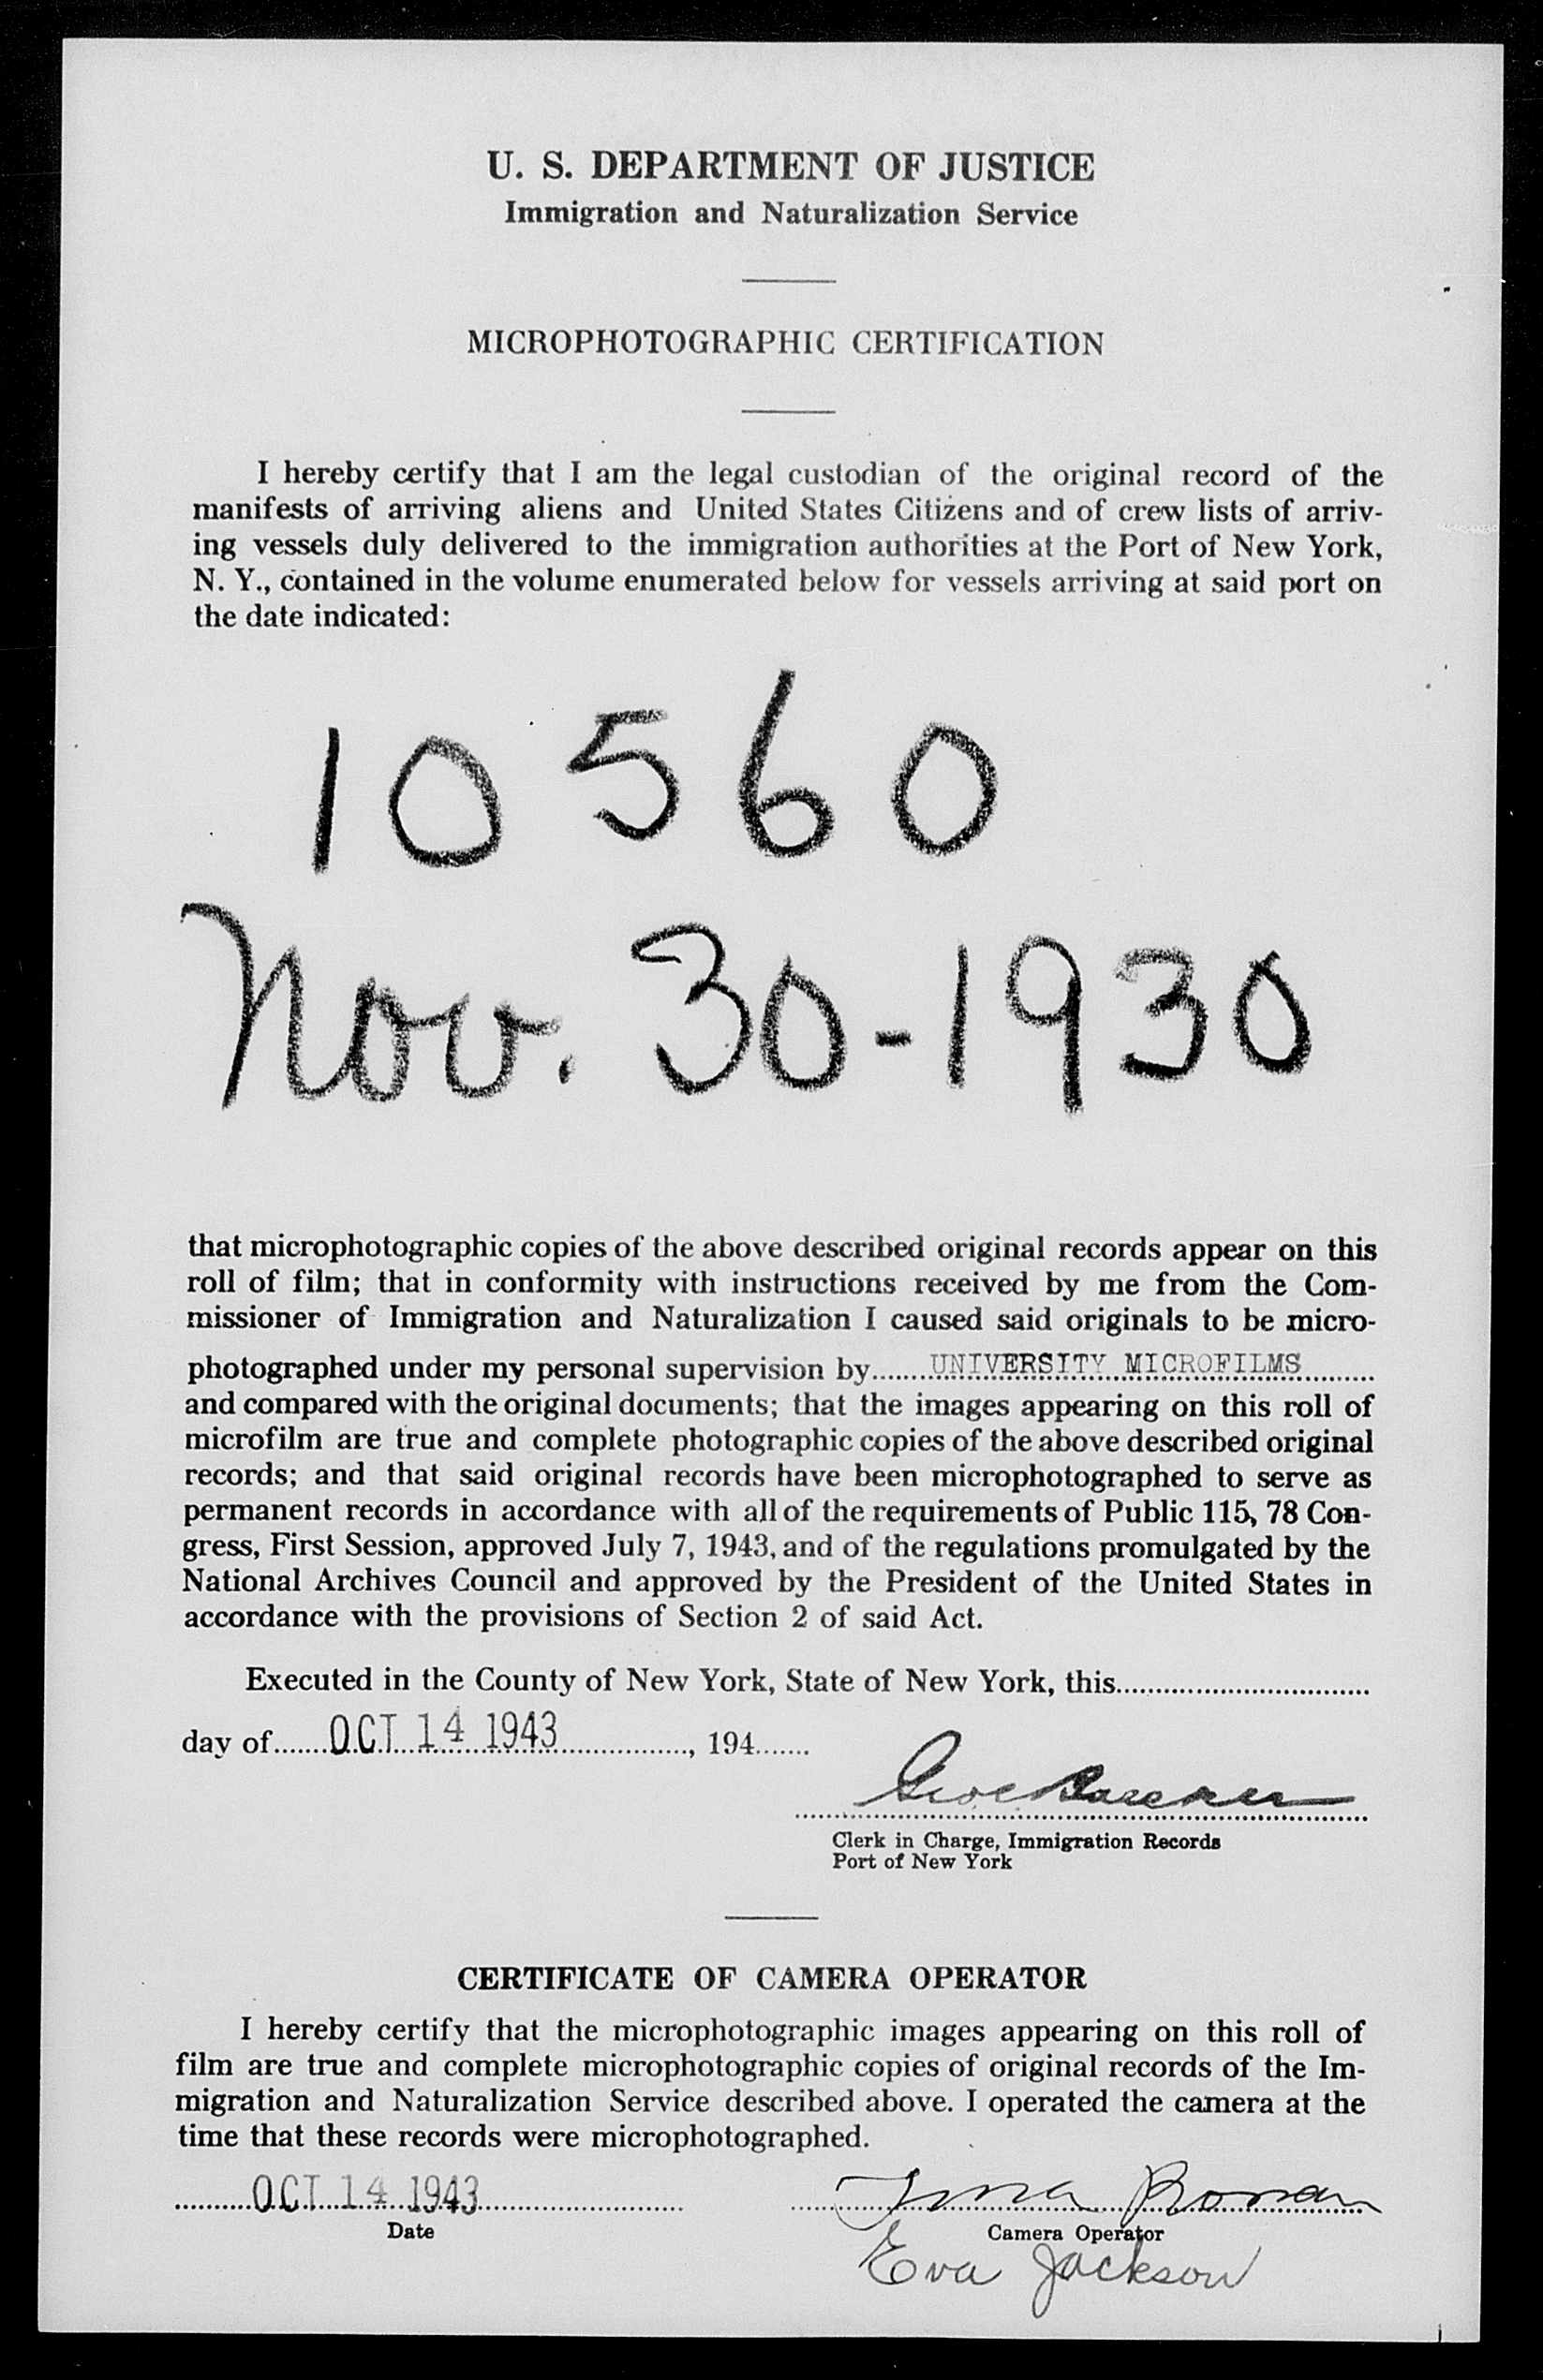 U. S. DEPARTMENT OF JUSTICE
Immigration and Naturalization Service
MICROPHOTOGRAPHIC CERTIFICATION
I hereby certify that I am the legal custodian of the original record of the
manifests of arriving aliens and United States Citizens and of crew lists of arriv-
ing vessels duly delivered to the immigration authorities at the Port of New York,
N. Y., contained in the volume enumerated below for vessels arriving at said port on
the date indicated:
10560
Nov. 30-1930
that microphotographic copies of the above described original records appear on this
roll of film; that in conformity with instructions received by me from the Com-
missioner of Immigration and Naturalization I caused said originals to be micro-
photographed under my personal supervision by UNIVERSITY MICROFILMS
and compared with the original documents; that the images appearing on this roll of
microfilm are true and complete photographic copies of the above described original
records; and that said original records have been microphotographed to serve as
permanent records in accordance with all of the requirements of Public 115, 78 Con-
gress, First Session, approved July 7, 1943, and of the regulations promulgated by the
National Archives Council and approved by the President of the United States in
accordance with the provisions of Section 2 of said Act.
Executed in the County of New York, State of New York, this
day of OCT 14 1943, 194
Clerk in Charge, Immigration Records
Port of New York
CERTIFICATE OF CAMERA OPERATOR
I hereby certify that the microphotographic images appearing on this roll of
film are true and complete microphotographic copies of original records of the Im-
migration and Naturalization Service described above. I operated the camera at the
time that these records were microphotographed.
OCT 14 1943
Date
Camera Operator
Eva Jackson